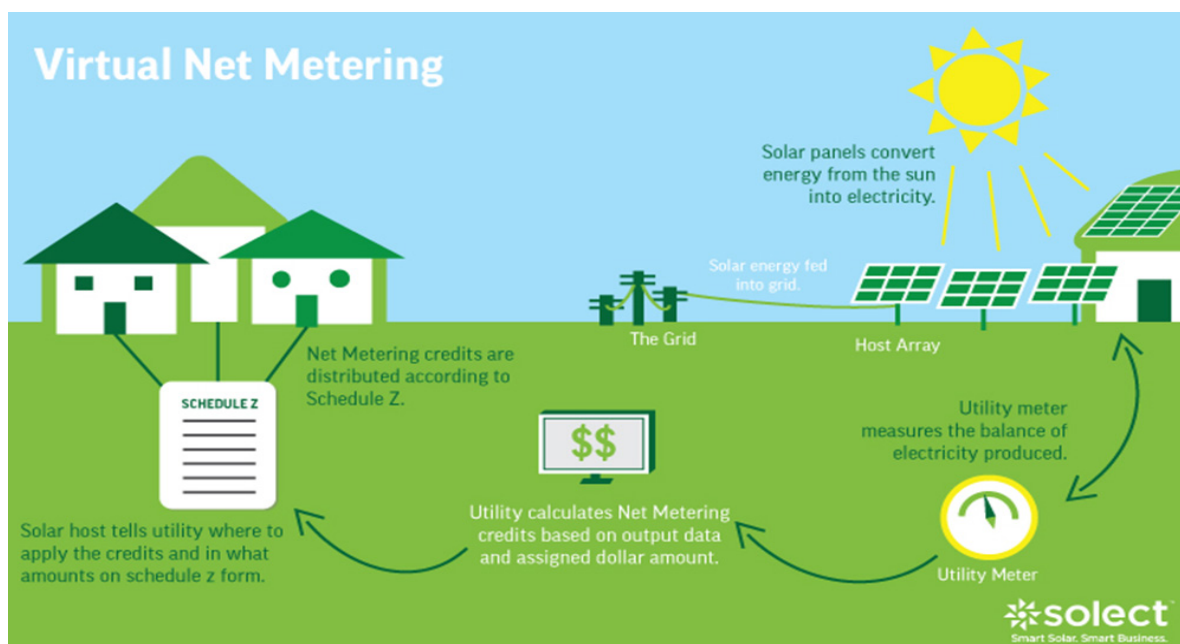 Virtual Net Metering
Solar panels convert
energy from the sun
into electricity.
Solar energy fed
into grid.
The Grid
Host Array
Net Metering credits are
distributed according to
Schedule Z.
SCHEDULE Z
$$
Utility meter
measures the balance of
electricity produced.
Solar host tells utility where to
apply the credits and in what
amounts on schedule z form.
Utility calculates Net Metering
credits based on output data
and assigned dollar amount.
Utility Meter
solect
Smart Solar. Smart Business.